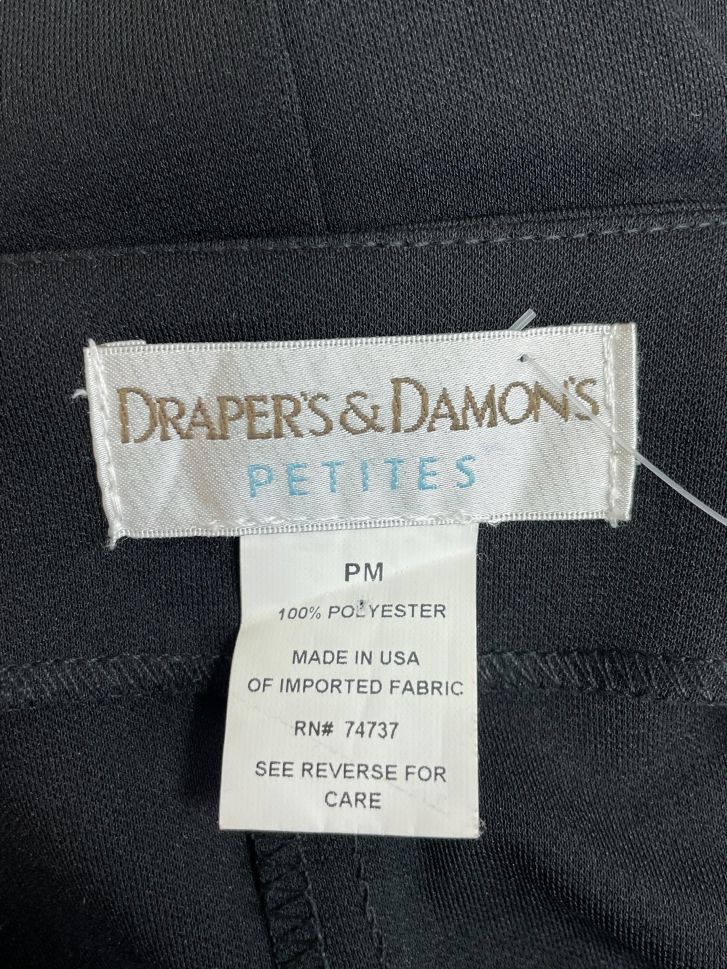 DRAPER'S & DAMON'S
PETITES
PM
100% POLYESTER
MADE IN USA
OF IMPORTED FABRIC
RN# 74737
SEE REVERSE FOR
CARE